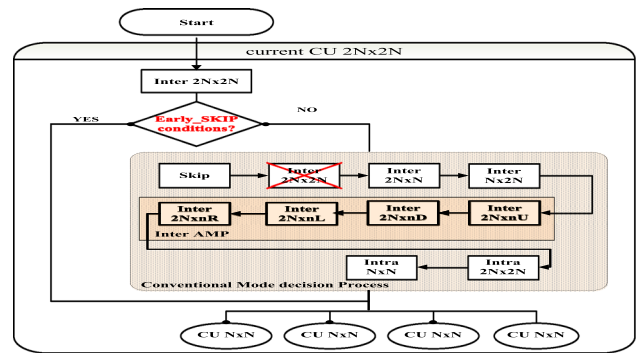 Start
current CU 2Nx2N
Inter 2Nx2N
YES
NO
Early_SKIP
conditions?
Skip
Inter
2Nx2N
Inter
2NxN
Inter
Nx2N
Inter
2NxnR
Inter
2NxnL
Inter
2NxnD
Inter
2NxnU
Inter AMP
Intra
NxN
Intra
2Nx2N
Conventional Mode decision Process
CU NxN
CU NxN
CU NxN
CU NxN